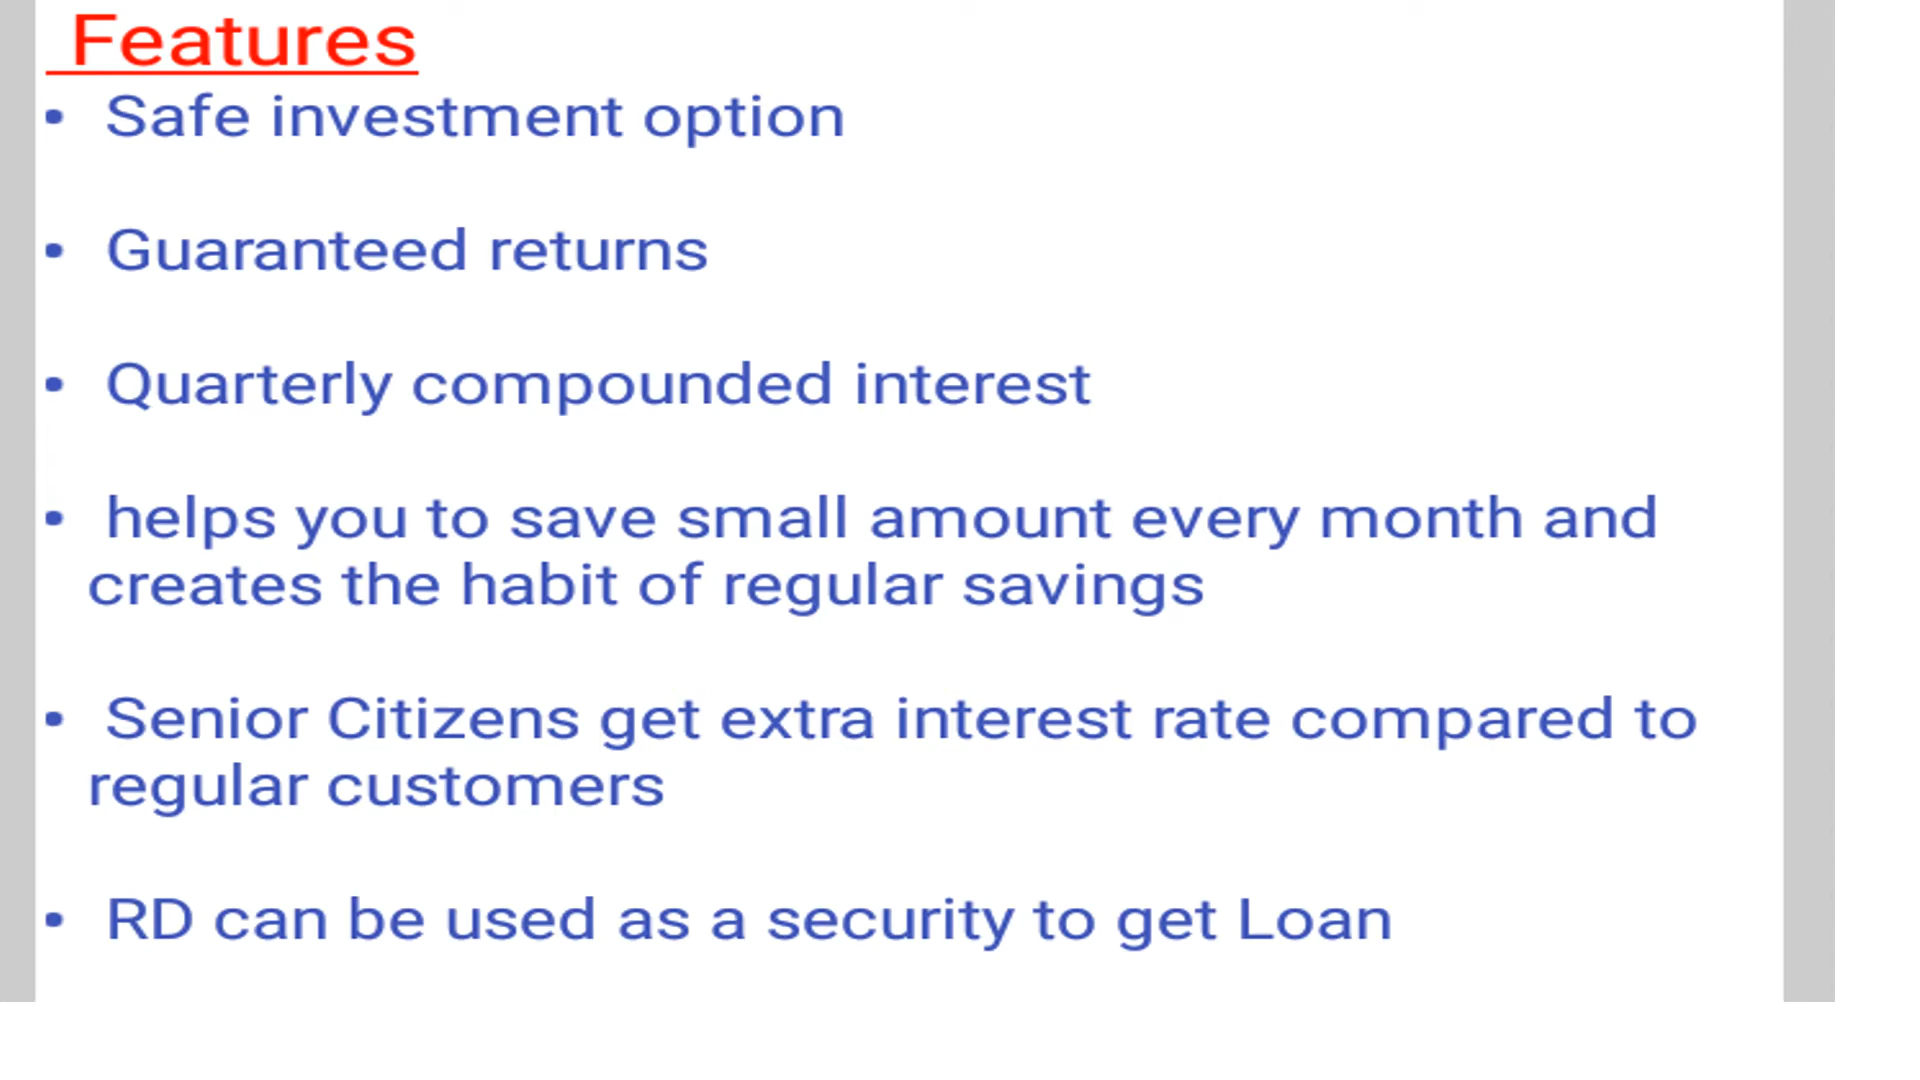 Features
• Safe investment option
• Guaranteed returns
• Quarterly compounded interest
• helps you to save small amount every month and
creates the habit of regular savings
• Senior Citizens get extra interest rate compared to
regular customers
• RD can be used as a security to get Loan